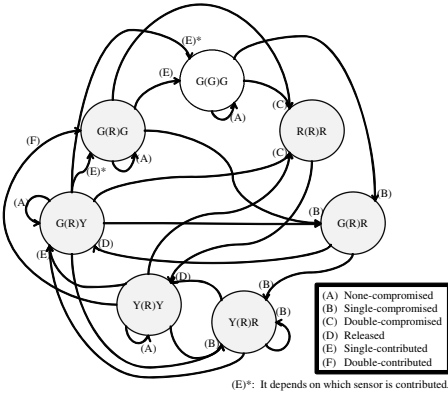 (E)*
(E)
G(G)G
(C)
(A)
G(R)G
R(R)R
(F)
(A)
(C)
(E)*
(B)
(A)
G(R)Y
(B)
G(R)R
(D)
(E)
(D)
(B)
Y(R)Y
Y(R)R
(B)
(A)
(B)
(A) None-compromised
(B) Single-compromised
(C) Double-compromised
(D) Released
(E) Single-contributed
(F) Double-contributed
(E)*: It depends on which sensor is contributed.